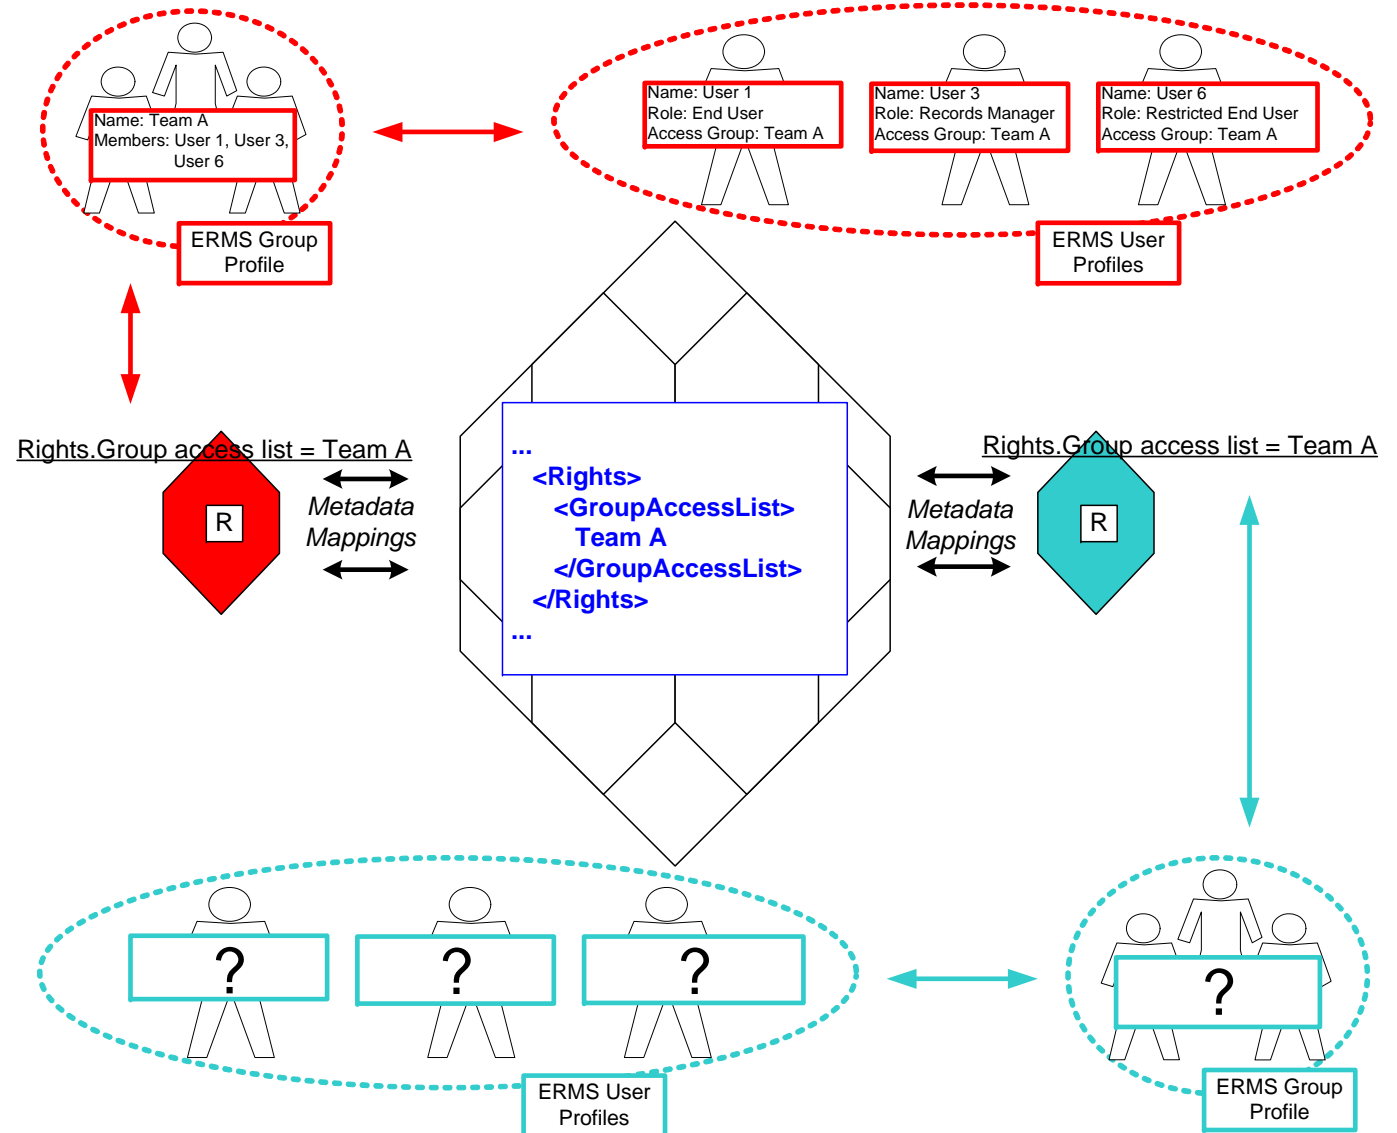 Name: Team A
Members: User 1, User 3,
User 6
ERMS Group
Profile
Name: User 1
Role: End User
Access Group: Team A
Name: User 3
Role: Records Manager
Access Group: Team A
Name: User 6
Role: Restricted End User
Access Group: Team A
ERMS User
Profiles
Rights.Group access list = Team A
R
Metadata
Mappings
...
<Rights>
<GroupAccessList>
Team A
</GroupAccessList>
</Rights>
...
Metadata
Mappings
Rights.Group access list = Team A
R
?
?
?
ERMS User
Profiles
?
ERMS Group
Profile